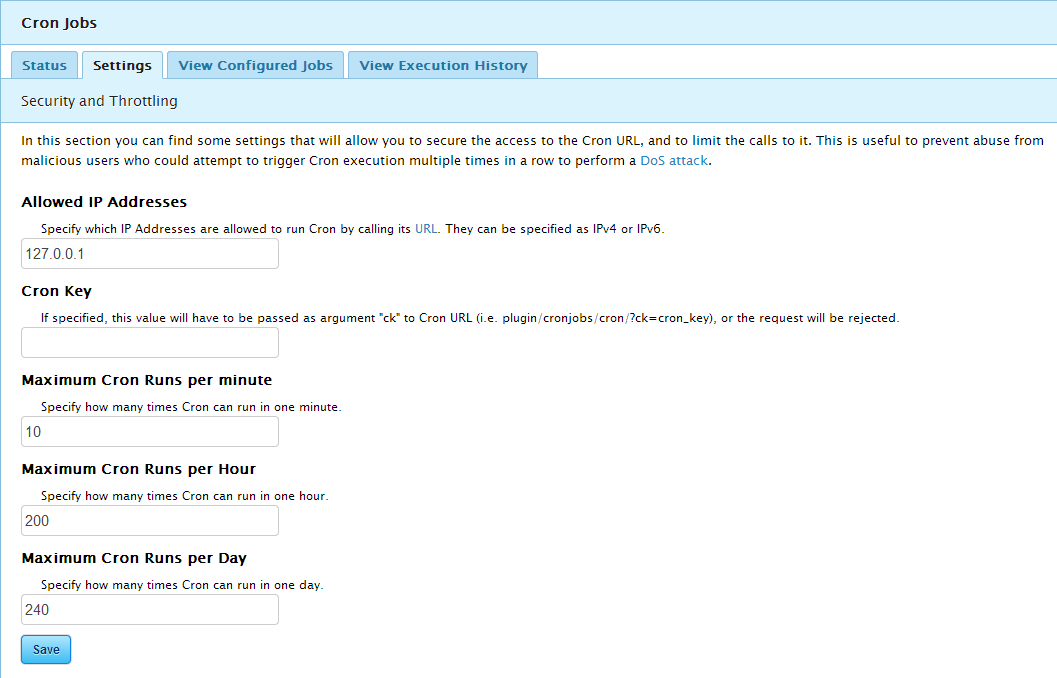 Cron Jobs
Status Settings View Configured Jobs View Execution History
Security and Throttling
In this section you can find some settings that will allow you to secure the access to the Cron URL, and to limit the calls to it. This is useful to prevent abuse from
malicious users who could attempt to trigger Cron execution multiple times in a row to perform a DoS attack.
Allowed IP Addresses
Specify which IP Addresses are allowed to run Cron by calling its URL. They can be specified as IPv4 or IPv6.
127.0.0.1
Cron Key
If specified, this value will have to be passed as argument "ck" to Cron URL (i.e. plugin/cronjobs/cron/?ck=cron_key), or the request will be rejected.
Maximum Cron Runs per minute
Specify how many times Cron can run in one minute.
10
Maximum Cron Runs per Hour
Specify how many times Cron can run in one hour.
200
Maximum Cron Runs per Day
Specify how many times Cron can run in one day.
240
Save